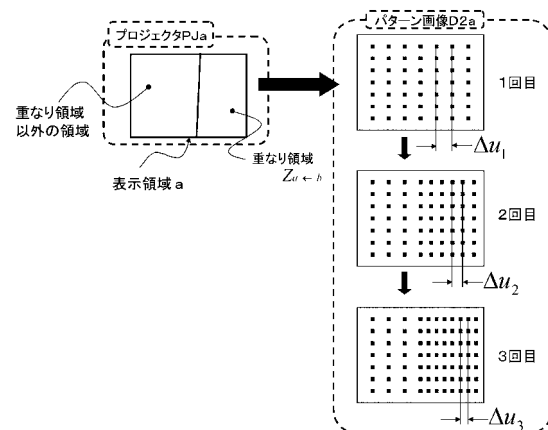 プロジェクタPJa
重なり領域
以外の領域
表示領域 a
重なり領域
Za ← b
パターン画像D2a
1回目
Δu1
2回目
Δu2
3回目
Δu3